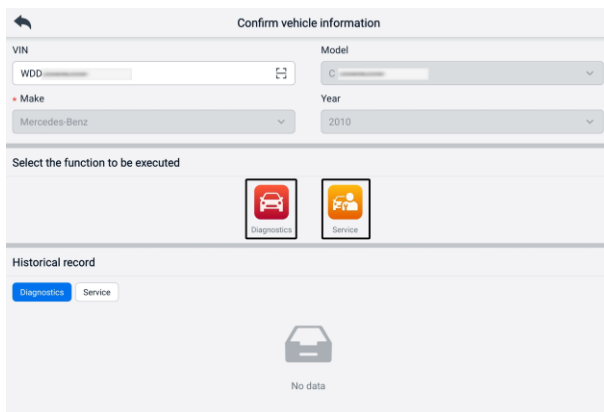 Confirm vehicle information
VIN
Model
WDD
C
* Make
Year
Mercedes-Benz
2010
Select the function to be executed
Diagnostics
Service
Historical record
Diagnostics
Service
No data